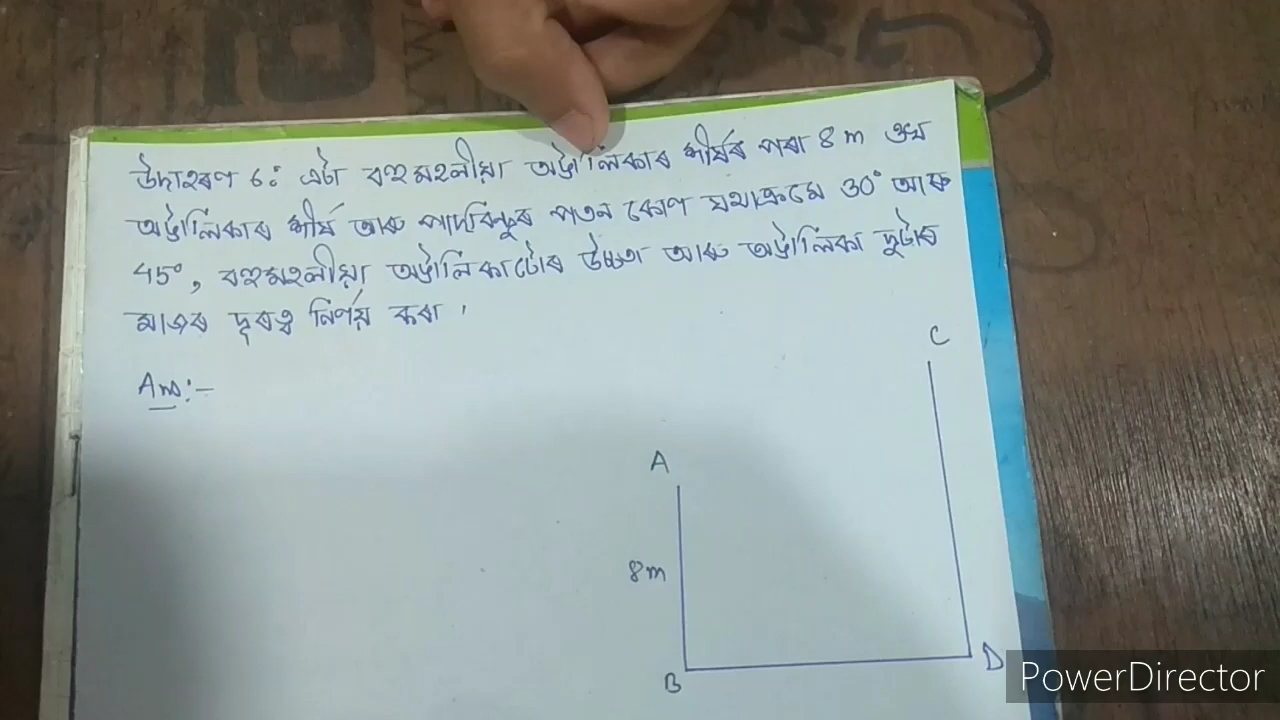 উদাহৰণ 6: এটা বহুমহলীয়া অট্টালিকাৰ শীৰ্ষৰ পৰা 8 m ওখ
অট্টালিকাৰ শীৰ্ষ আৰু পাদবিন্দুৰ পতন কোণ যথাক্ৰমে 30° আৰু
45°, বহুমহলীয়া অট্টালিকাটোৰ উচ্চতা আৰু অট্টালিকা দুটাৰ
মাজৰ দূৰত্ব নিৰ্ণয় কৰা ।
Ans:-
C
A
8m
B
D
PowerDirector